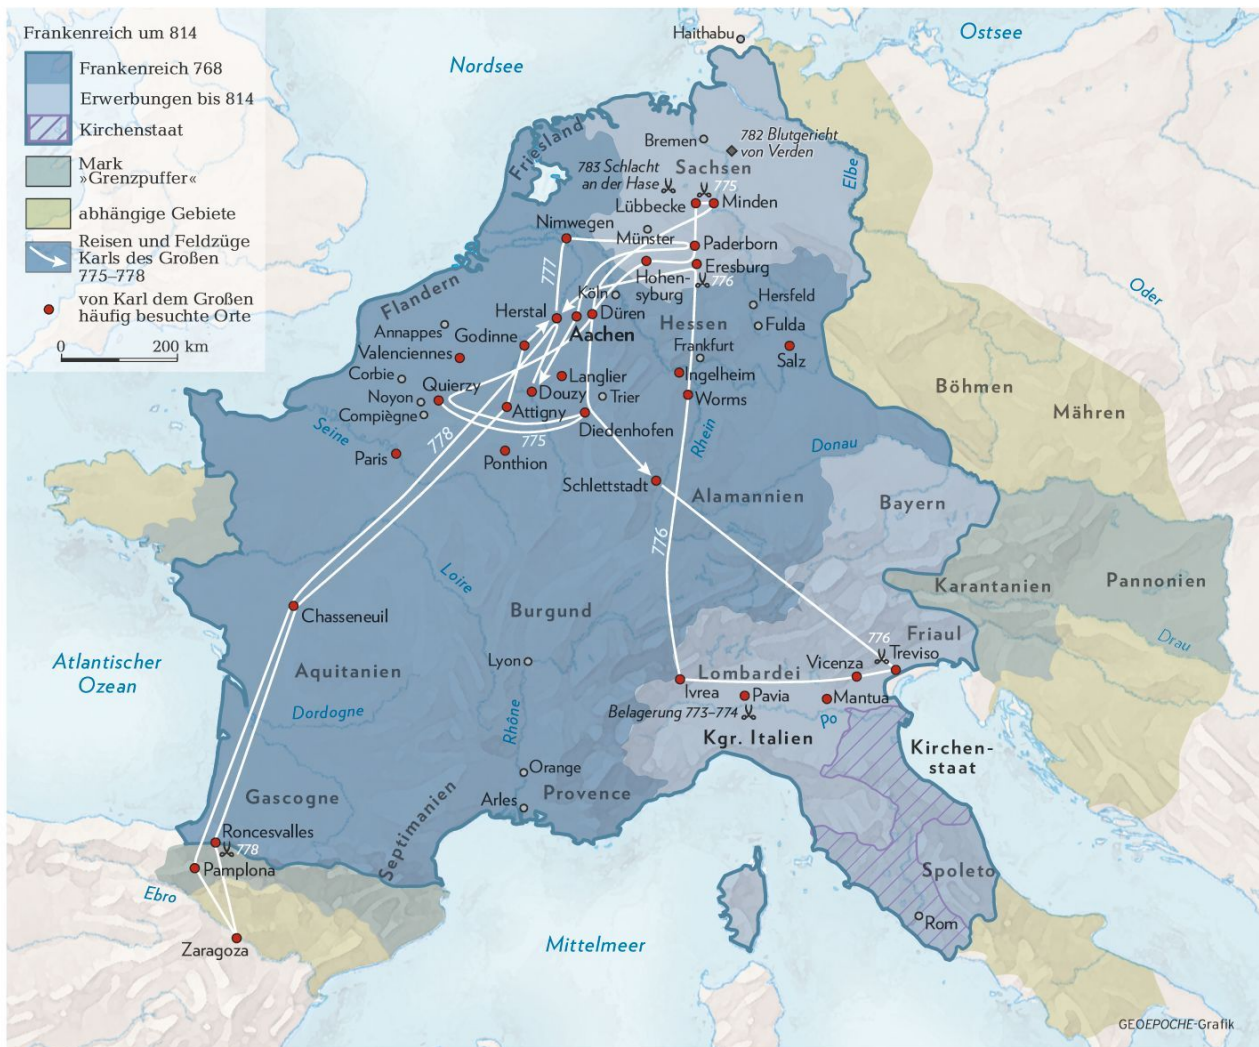 Frankenreich um 814
Frankenreich 768
Erwerbungen bis 814
Kirchenstaat
Mark
»Grenzpuffer«
abhängige Gebiete
Reisen und Feldzüge
Karls des Großen
775–778
von Karl dem Großen
häufig besuchte Orte
0
200 km
Nordsee
Ostsee
Haithabu
Friesland
Bremen
782 Blutgericht
von Verden
Sachsen
783 Schlacht
an der Hase
775
Elbe
Lübbecke
Minden
Nimwegen
Münster
Paderborn
777
Eresburg
Hohen-
syburg
776
Oder
Flandern
Köln
Hersfeld
Herstal
Düren
Annappes
Godinne
Aachen
Hessen
Fulda
Valenciennes
Frankfurt
Salz
Corbie
Langlier
Ingelheim
Quierzy
Noyon
Douzy
Trier
Worms
Böhmen
Compiègne
Attigny
Mähren
Seine
778
775
Diedenhofen
Rhein
Donau
Paris
Ponthion
Schlettstadt
Alamannien
Bayern
776
Loire
Karantanien
Pannonien
Chasseneuil
Burgund
Drau
776
Friaul
Atlantischer
Ozean
Lyon
Aquitanien
Lombardei
Vicenza
Treviso
Ivrea
Pavia
Mantua
Dordogne
Rhône
Belagerung 773–774
Po
Kgr. Italien
Kirchen-
staat
Orange
Gascogne
Arles
Provence
Septimanien
Roncesvalles
778
Pamplona
Spoleto
Ebro
Rom
Zaragoza
Mittelmeer
GEOEPOCHE-Grafik